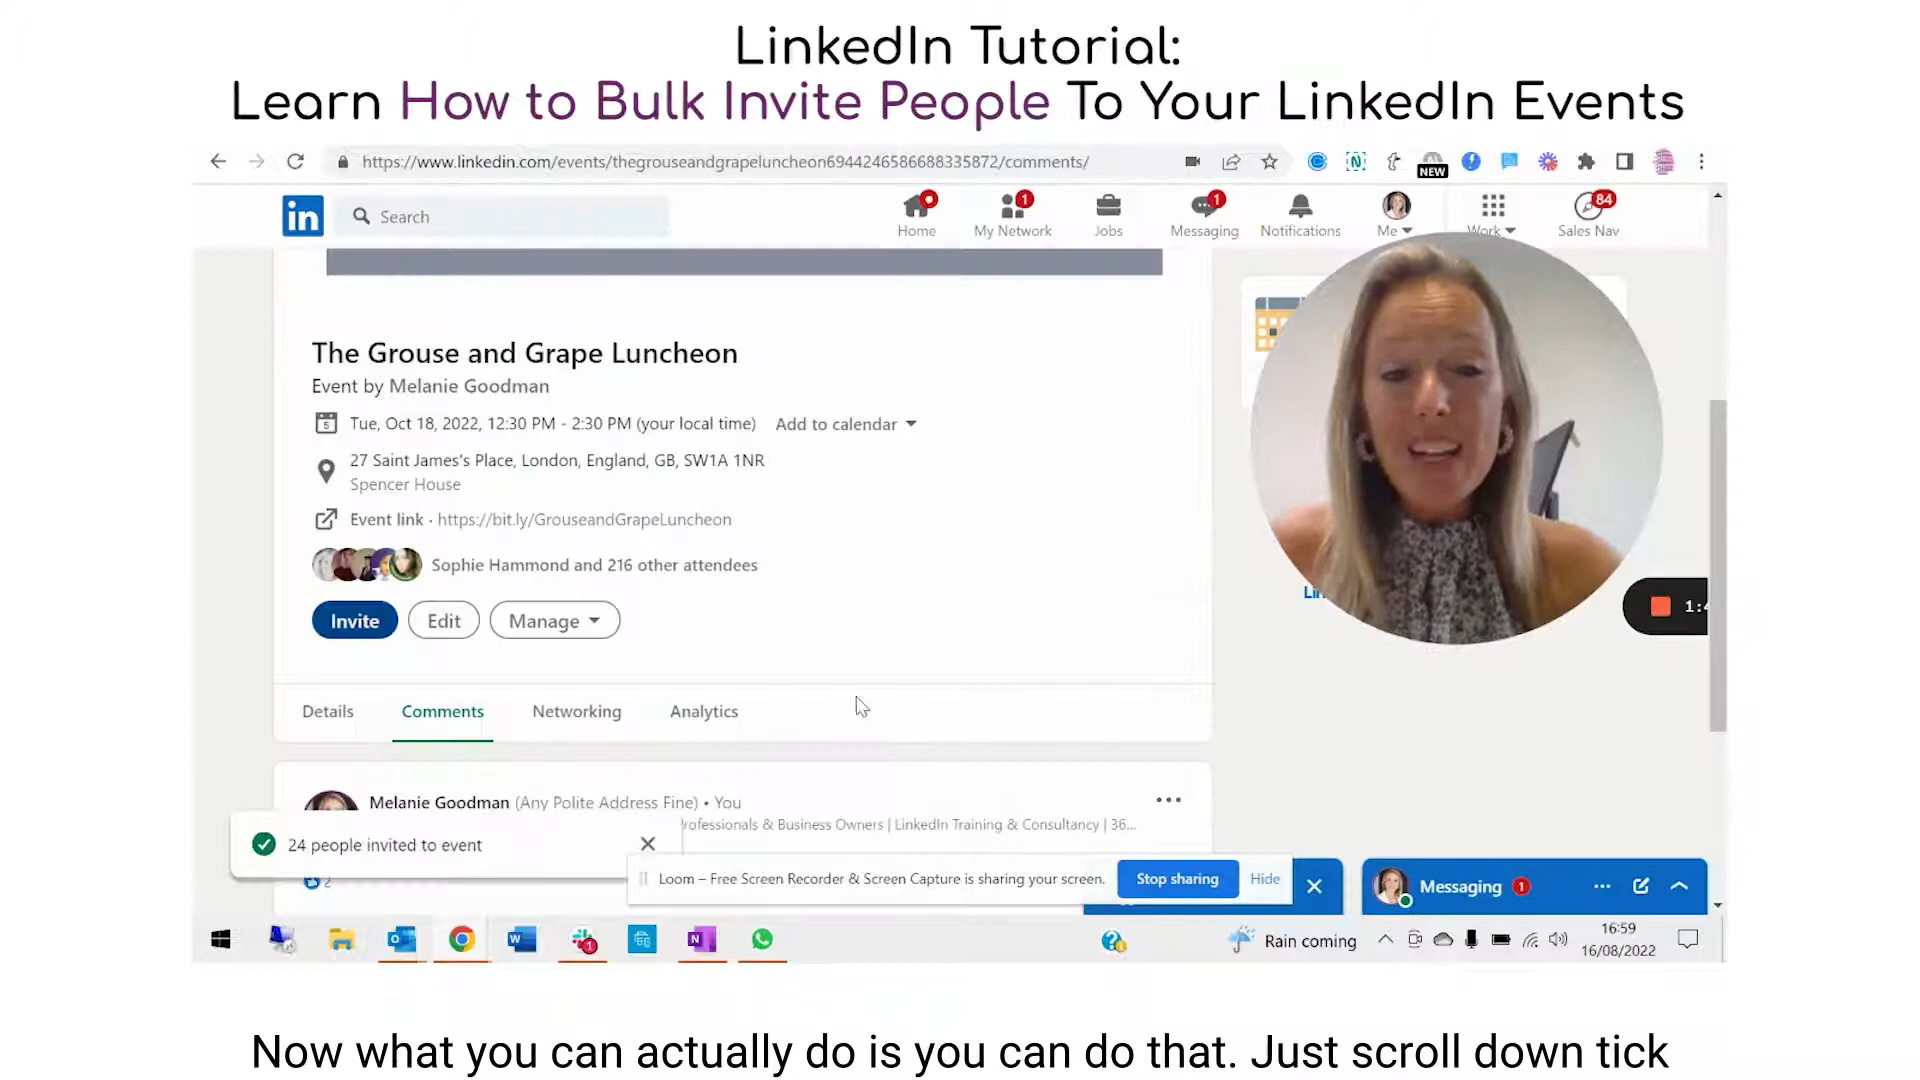 LinkedIn Tutorial:
Learn How to Bulk Invite People To Your LinkedIn Events
https://www.linkedin.com/events/thegrouseandgrapeluncheon6944246586688335872/comments/
NEW
in
Search
Home
1
My Network
Jobs
1
Messaging
Notifications
Me
Work
84
Sales Nav
The Grouse and Grape Luncheon
Event by Melanie Goodman
5
Tue, Oct 18, 2022, 12:30 PM - 2:30 PM (your local time)
Add to calendar
27 Saint James's Place, London, England, GB, SW1A 1NR
Spencer House
Event link · https://bit.ly/GrouseandGrapeLuncheon
Sophie Hammond and 216 other attendees
Invite
Edit
Manage
Details
Comments
Networking
Analytics
Melanie Goodman (Any Polite Address Fine) • You
Professionals & Business Owners | LinkedIn Training & Consultancy | 36...
24 people invited to event
2
Loom – Free Screen Recorder & Screen Capture is sharing your screen.
Stop sharing
Hide
Messaging 1
Rain coming
16:59
16/08/2022
Now what you can actually do is you can do that. Just scroll down tick